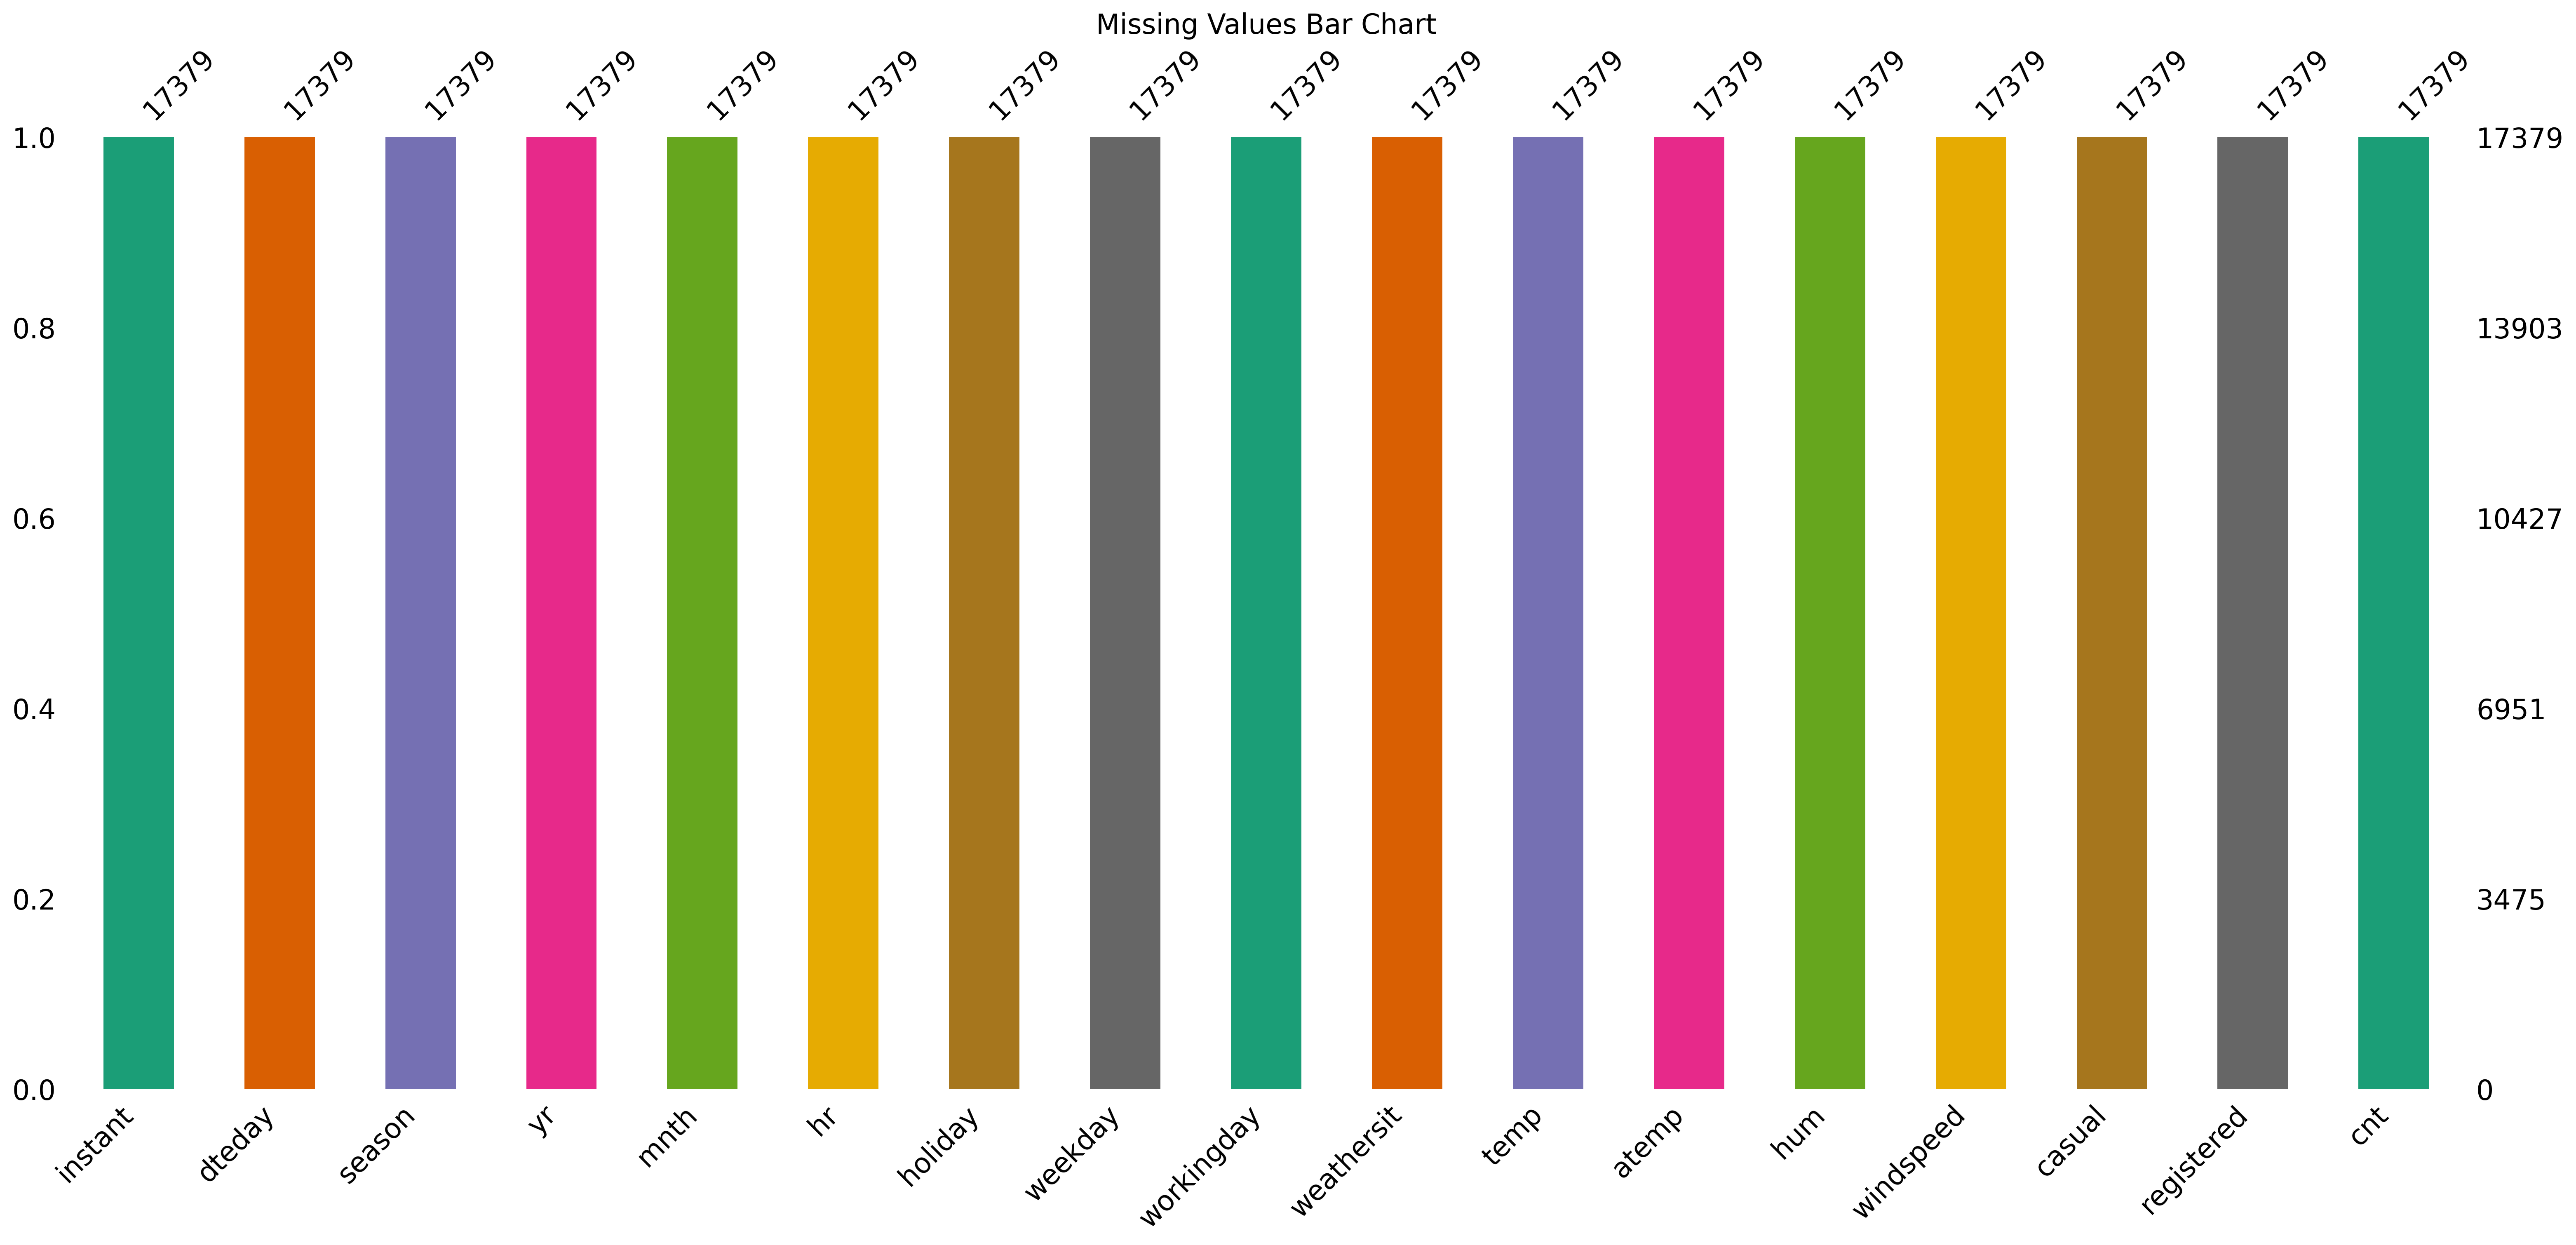 Missing Values Bar Chart
17379 17379 17379 17379 17379 17379 17379 17379 17379 17379 17379 17379 17379 17379 17379 17379 17379
1.0 17379
0.8 13903
0.6 10427
0.4 6951
0.2 3475
0.0 0
instant dteday season yr mnth hr holiday weekday workingday weathersit temp atemp hum windspeed casual registered cnt